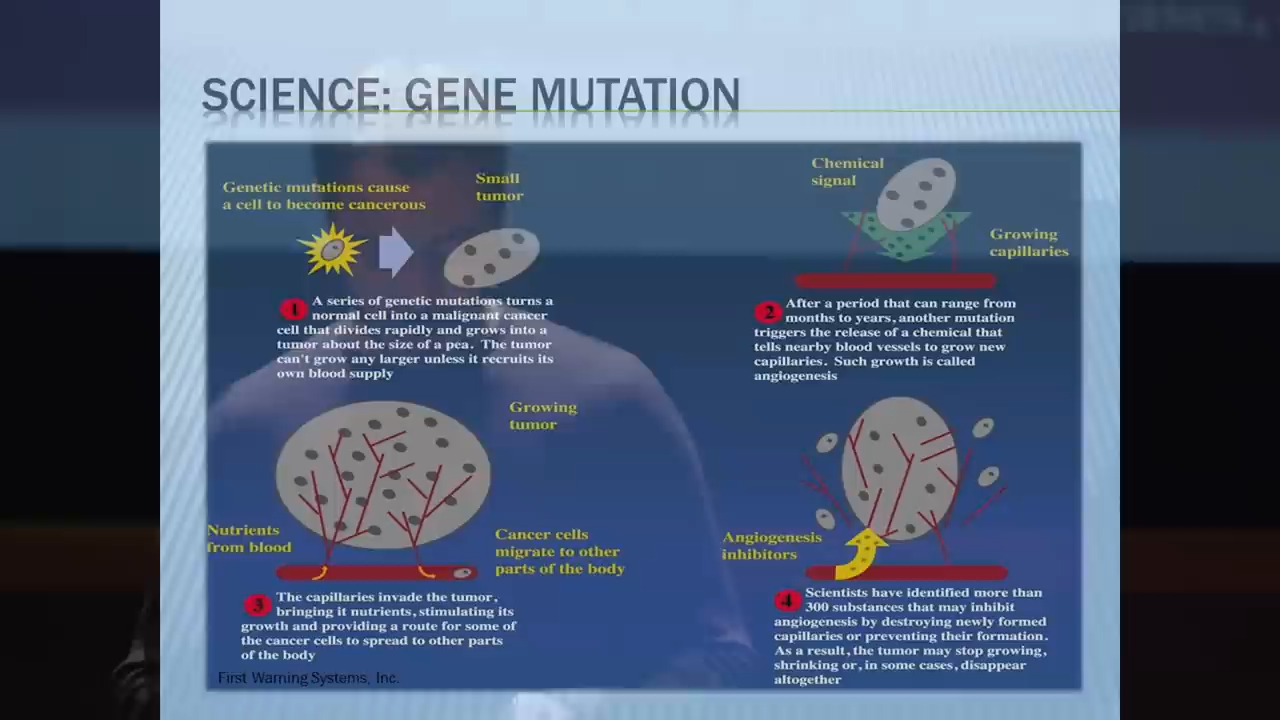 SCIENCE: GENE MUTATION
Genetic mutations cause
a cell to become cancerous
Small
tumor
1 A series of genetic mutations turns a
normal cell into a malignant cancer
cell that divides rapidly and grows into a
tumor about the size of a pea. The tumor
can't grow any larger unless it recruits its
own blood supply
Chemical
signal
Growing
capillaries
2 After a period that can range from
months to years, another mutation
triggers the release of a chemical that
tells nearby blood vessels to grow new
capillaries. Such growth is called
angiogenesis
Growing
tumor
Nutrients
from blood
Cancer cells
migrate to other
parts of the body
3 The capillaries invade the tumor,
bringing it nutrients, stimulating its
growth and providing a route for some of
the cancer cells to spread to other parts
of the body
Angiogenesis
inhibitors
4 Scientists have identified more than
300 substances that may inhibit
angiogenesis by destroying newly formed
capillaries or preventing their formation.
As a result, the tumor may stop growing,
shrinking or, in some cases, disappear
altogether
First Warning Systems, Inc.